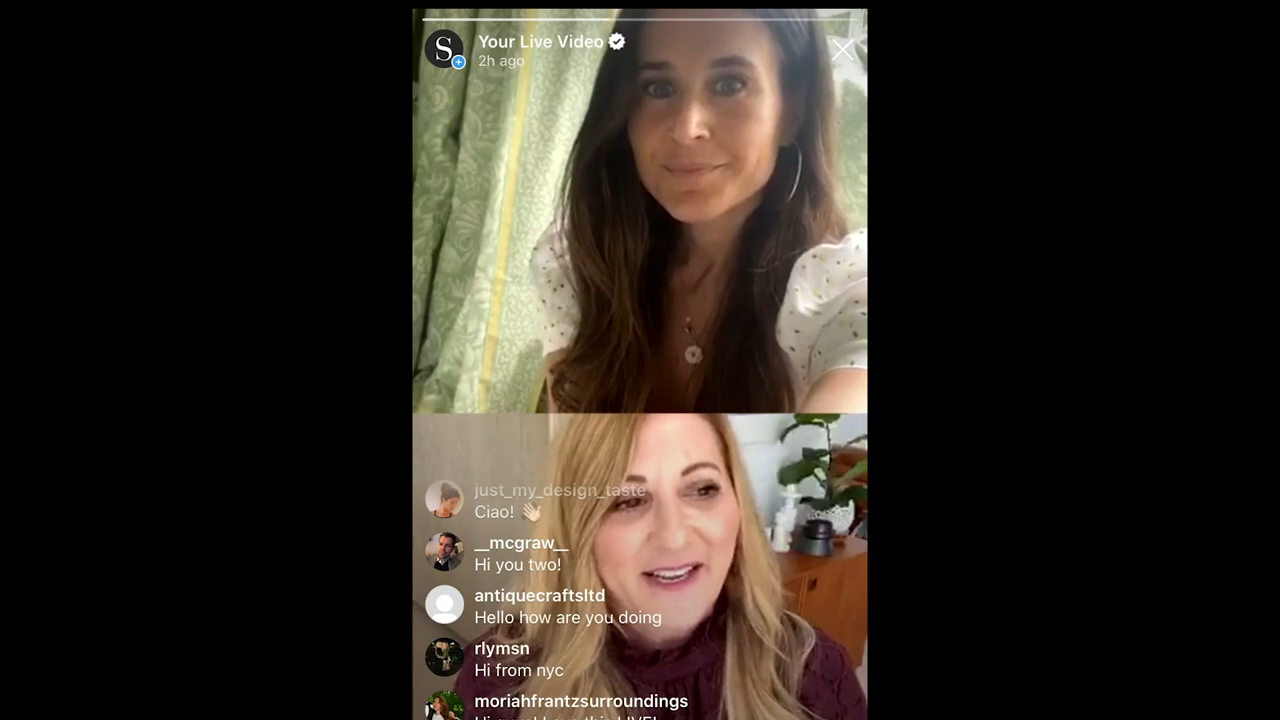 S
Your Live Video
2h ago
just_my_design_taste
Ciao! 👋🏻
__mcgraw__
Hi you two!
antiquecraftsltd
Hello how are you doing
rlymsn
Hi from nyc
moriahfrantzsurroundings